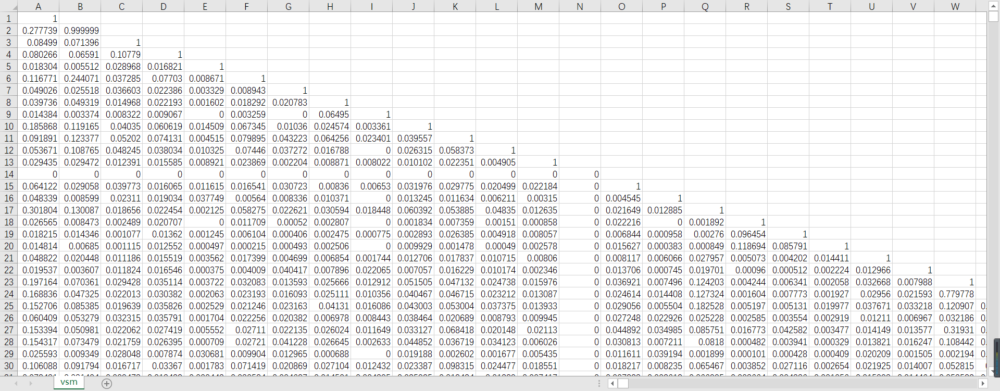 A B C D E F G H I J K L M N O P Q R S T U V W
1 1
2 0.277739 0.999999
3 0.08499 0.071396 1
4 0.080266 0.06591 0.10779 1
5 0.018304 0.005512 0.028968 0.016821 1
6 0.116771 0.244071 0.037285 0.07703 0.008671 1
7 0.049026 0.025518 0.036603 0.022386 0.003329 0.008943 1
8 0.039736 0.049319 0.014968 0.022193 0.001602 0.018292 0.020783 1
9 0.014384 0.003374 0.008322 0.009067 0 0.003259 0 0.06495 1
10 0.185868 0.119165 0.04035 0.060619 0.014509 0.067345 0.01036 0.024574 0.003361 1
11 0.091891 0.123377 0.05202 0.074131 0.004515 0.079895 0.043223 0.064256 0.023401 0.039557 1
12 0.053671 0.108765 0.048245 0.038034 0.010325 0.07446 0.037272 0.016788 0 0.026315 0.058373 1
13 0.029435 0.029472 0.012391 0.015585 0.008921 0.023869 0.002204 0.008871 0.008022 0.010102 0.022351 0.004905 1
14 0 0 0 0 0 0 0 0 0 0 0 0 0 0
15 0.064122 0.029058 0.039773 0.016065 0.011615 0.016541 0.030723 0.00836 0.00653 0.031976 0.029775 0.020499 0.022184 0 1
16 0.048339 0.008599 0.02311 0.019034 0.037749 0.00564 0.008336 0.010371 0 0.013245 0.011634 0.006211 0.00315 0 0.004545 1
17 0.301804 0.130087 0.018656 0.022454 0.002125 0.058275 0.022621 0.030594 0.018448 0.060392 0.053885 0.04835 0.012635 0 0.021649 0.012885 1
18 0.026565 0.008473 0.002489 0.020707 0 0.011709 0.00052 0.002807 0 0.001834 0.007359 0.00151 0.000858 0 0.022216 0 0.001892 1
19 0.018215 0.014346 0.001077 0.01362 0.001245 0.006104 0.000406 0.002475 0.000775 0.002893 0.026385 0.004918 0.008057 0 0.006844 0.000958 0.00276 0.096454 1
20 0.014814 0.00685 0.001115 0.012552 0.000497 0.000215 0.000493 0.002506 0 0.009929 0.001478 0.00049 0.002578 0 0.015627 0.000383 0.000849 0.118694 0.085791 1
21 0.048822 0.020448 0.011186 0.015519 0.003562 0.017399 0.004699 0.006854 0.001744 0.012706 0.017837 0.010715 0.00806 0 0.008117 0.006066 0.027957 0.005073 0.004202 0.014411 1
22 0.019537 0.003607 0.011824 0.016546 0.000375 0.004009 0.040417 0.007896 0.022065 0.007057 0.016229 0.010174 0.002346 0 0.013706 0.000745 0.019701 0.00096 0.000512 0.002224 0.012966 1
23 0.197164 0.070361 0.029428 0.035114 0.003722 0.032083 0.013593 0.025666 0.012912 0.051505 0.047132 0.024738 0.015976 0 0.036921 0.007496 0.124203 0.004244 0.006341 0.002058 0.032668 0.007988 1
24 0.168836 0.047325 0.022013 0.030382 0.002063 0.023193 0.016093 0.025111 0.010356 0.040467 0.046715 0.023212 0.013087 0 0.024614 0.014408 0.127324 0.001604 0.007773 0.001927 0.02956 0.021593 0.779778
25 0.152706 0.085385 0.019639 0.035826 0.002529 0.021246 0.023163 0.04131 0.016086 0.043003 0.053004 0.037375 0.013933 0 0.029056 0.005504 0.182528 0.005197 0.005131 0.019977 0.037671 0.033218 0.120907 0.
26 0.060409 0.053279 0.032315 0.035791 0.001704 0.022256 0.020382 0.006978 0.008443 0.038464 0.020689 0.008793 0.009945 0 0.027248 0.022926 0.025228 0.002585 0.003554 0.002919 0.01211 0.006967 0.032186 0.
27 0.153394 0.050981 0.022062 0.027419 0.005552 0.02711 0.022135 0.026024 0.011649 0.033127 0.068418 0.020148 0.02113 0 0.044892 0.034985 0.085751 0.016773 0.042582 0.003477 0.014149 0.013577 0.31931 0.
28 0.154317 0.073479 0.021759 0.026395 0.000709 0.02721 0.041228 0.026645 0.002633 0.044852 0.036719 0.034123 0.006026 0 0.030813 0.007211 0.0818 0.000482 0.003941 0.000329 0.013821 0.016247 0.108442 0.
29 0.025593 0.009349 0.028048 0.007874 0.030681 0.009904 0.012965 0.000688 0 0.019188 0.002602 0.001677 0.005435 0 0.011611 0.039194 0.001899 0.000101 0.000428 0.000409 0.020209 0.001505 0.002194 0.
30 0.106088 0.091794 0.016717 0.03367 0.001783 0.071419 0.020869 0.027104 0.012432 0.023387 0.098315 0.024477 0.018551 0 0.018217 0.008235 0.065467 0.003852 0.027116 0.002654 0.021925 0.014007 0.052815
vsm